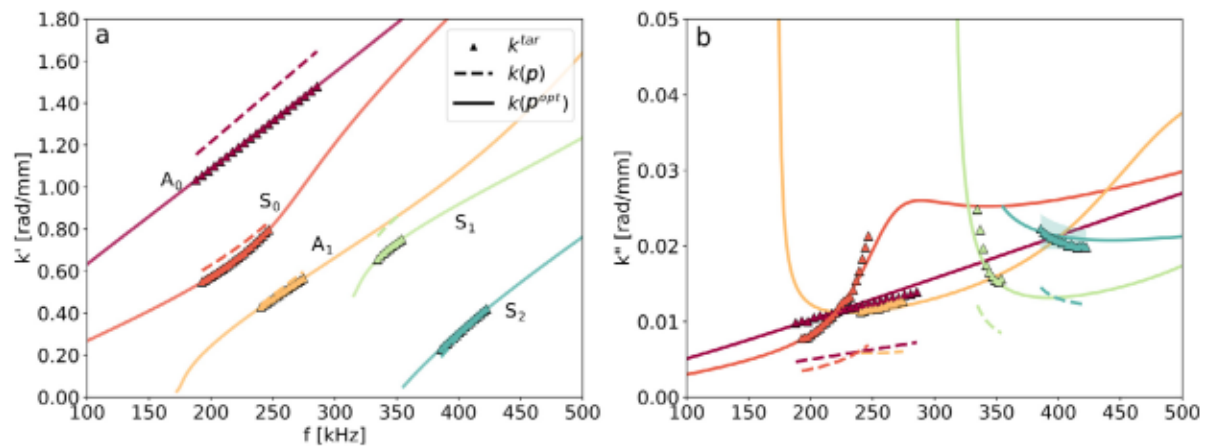 a
k' [rad/mm]
1.80
1.60
1.40
1.20
1.00
0.80
0.60
0.40
0.20
0.00
k^tar
k(p)
k(p^opt)
A₀
S₀
A₁
S₁
S₂
100 150 200 250 300 350 400 450 500
f [kHz]
b
k" [rad/mm]
0.05
0.04
0.03
0.02
0.01
0.00
100 150 200 250 300 350 400 450 500